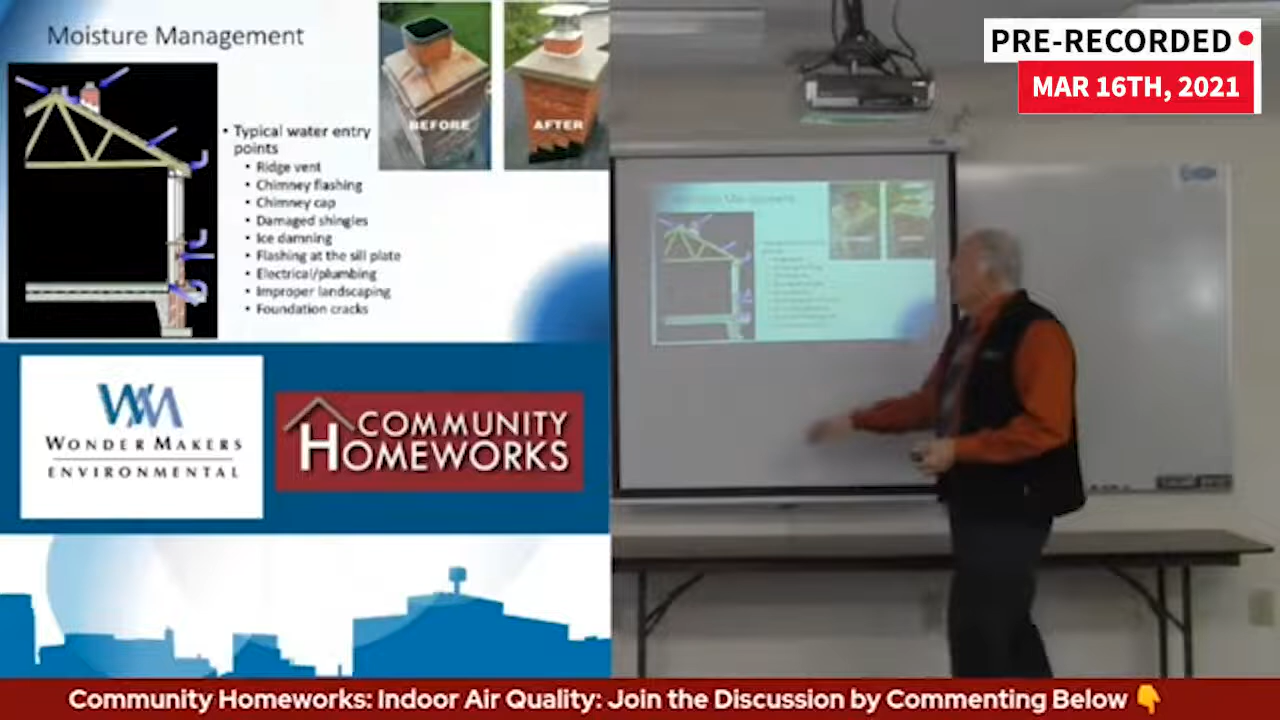 Moisture Management
BEFORE
AFTER
• Typical water entry
points
• Ridge vent
• Chimney flashing
• Chimney cap
• Damaged shingles
• Ice damning
• Flashing at the sill plate
• Electrical/plumbing
• Improper landscaping
• Foundation cracks
WM
WONDER MAKERS
ENVIRONMENTAL
COMMUNITY
HOMEWORKS
PRE-RECORDED
MAR 16TH, 2021
Community Homeworks: Indoor Air Quality: Join the Discussion by Commenting Below 👇